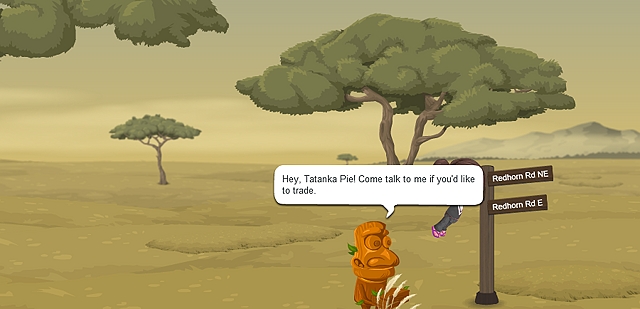 Hey, Tatanka Pie! Come talk to me if you'd like
to trade.
Redhorn Rd NE
Redhorn Rd E